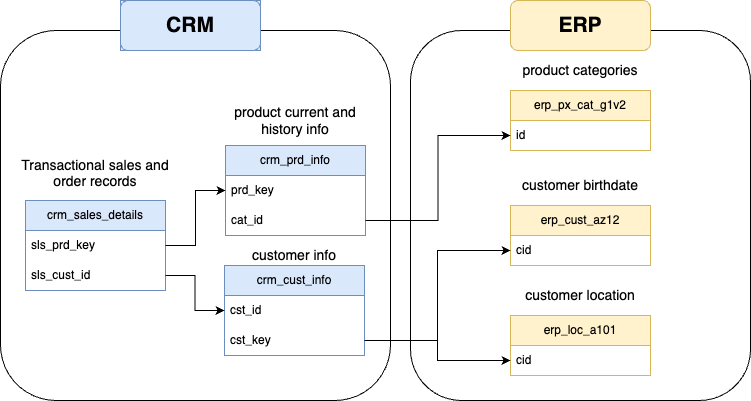 CRM
ERP
product categories
erp_px_cat_g1v2
id
product current and
history info
crm_prd_info
prd_key
cat_id
Transactional sales and
order records
crm_sales_details
sls_prd_key
sls_cust_id
customer info
crm_cust_info
cst_id
cst_key
customer birthdate
erp_cust_az12
cid
customer location
erp_loc_a101
cid